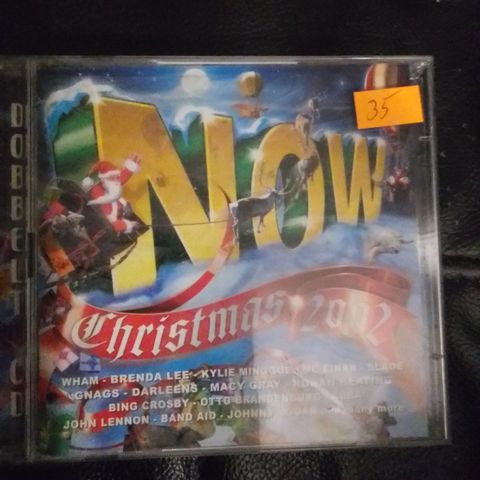 DOBBELT CD
35
NOW
Christmas 2002
WHAM - BRENDA LEE - KYLIE MINOGUE - MC EINAR - SLADE
GNAGS - DARLEENS - MACY GRAY - RONAN KEATING
BING CROSBY - OTTO BRANDENBURG
JOHN LENNON - BAND AID - JOHNNY LOGAN - many more